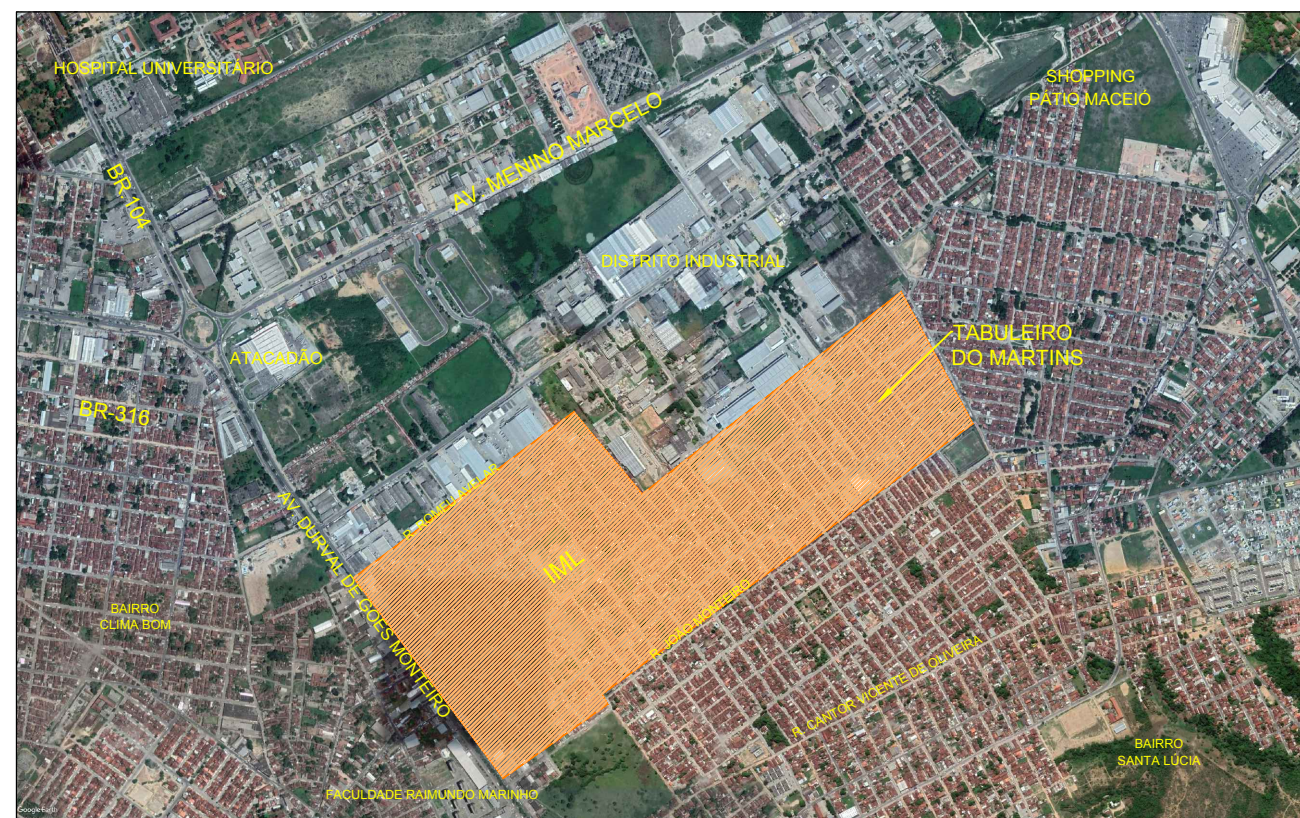 HOSPITAL UNIVERSITÁRIO
SHOPPING
PÁTIO MACEIÓ
AV. MENINO MARCELO
BR-104
DISTRITO INDUSTRIAL
TABULEIRO
DO MARTINS
ATACADÃO
BR-316
R. ROMEU AVELAR
AV. DURVAL DE GÓES MONTEIRO
IML
R. JOÃO MONTEIRO
BAIRRO
CLIMA BOM
R. CANTOR VICENTE DE OLIVEIRA
BAIRRO
SANTA LÚCIA
FACULDADE RAIMUNDO MARINHO
Google Earth